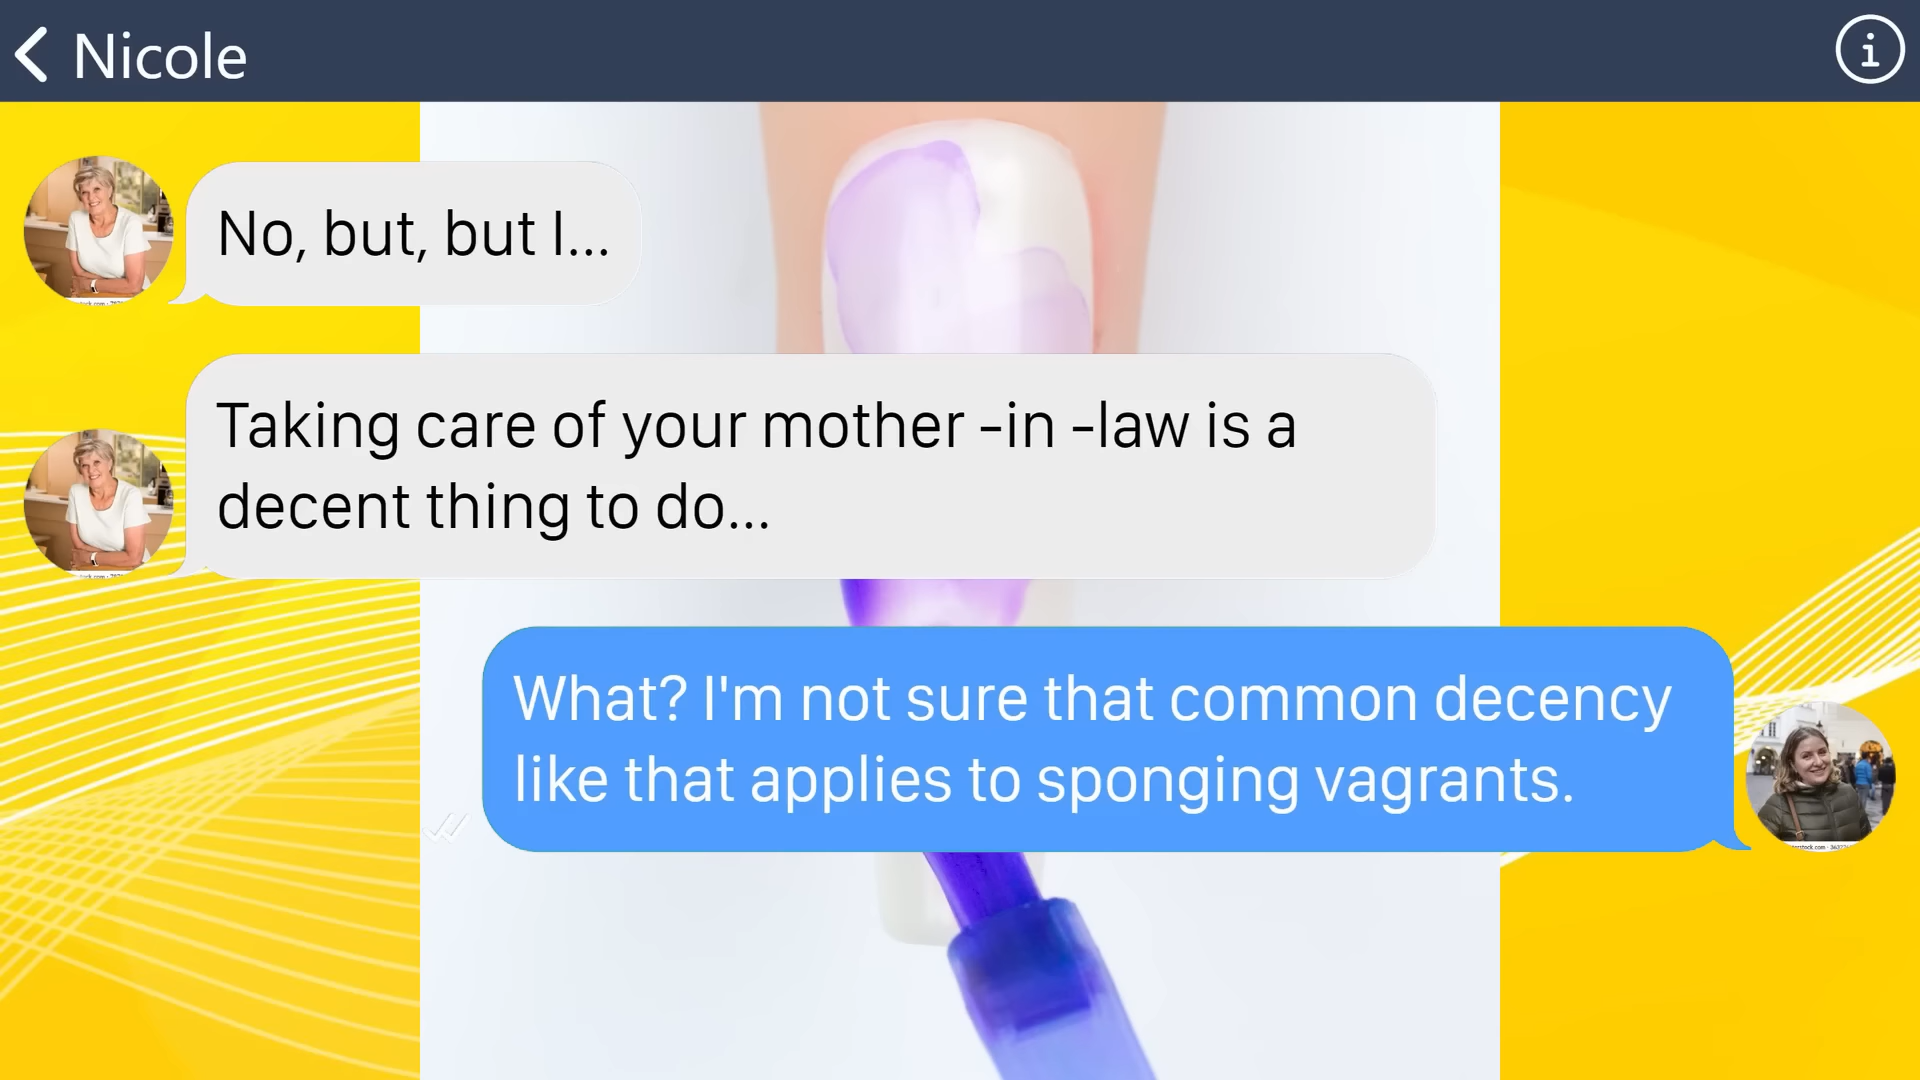 Nicole
No, but, but I...
Taking care of your mother -in -law is a
decent thing to do...
What? I'm not sure that common decency
like that applies to sponging vagrants.